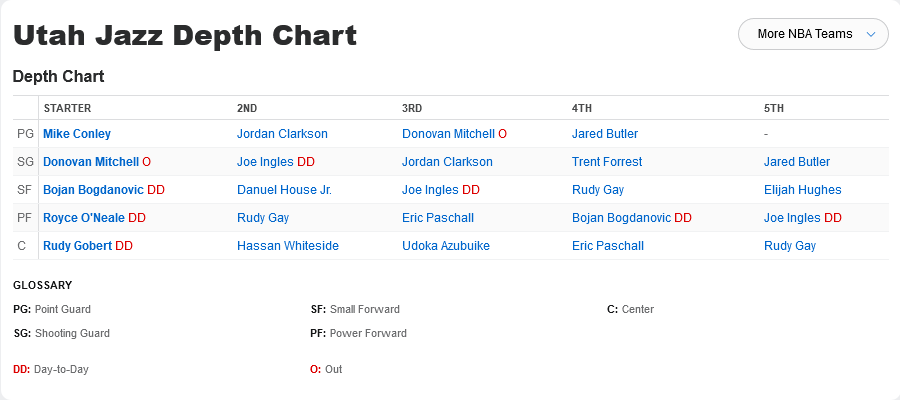 Utah Jazz Depth Chart
More NBA Teams
Depth Chart
STARTER 2ND 3RD 4TH 5TH
PG Mike Conley Jordan Clarkson Donovan Mitchell O Jared Butler -
SG Donovan Mitchell O Joe Ingles DD Jordan Clarkson Trent Forrest Jared Butler
SF Bojan Bogdanovic DD Danuel House Jr. Joe Ingles DD Rudy Gay Elijah Hughes
PF Royce O'Neale DD Rudy Gay Eric Paschall Bojan Bogdanovic DD Joe Ingles DD
C Rudy Gobert DD Hassan Whiteside Udoka Azubuike Eric Paschall Rudy Gay
GLOSSARY
PG: Point Guard SF: Small Forward C: Center
SG: Shooting Guard PF: Power Forward
DD: Day-to-Day O: Out